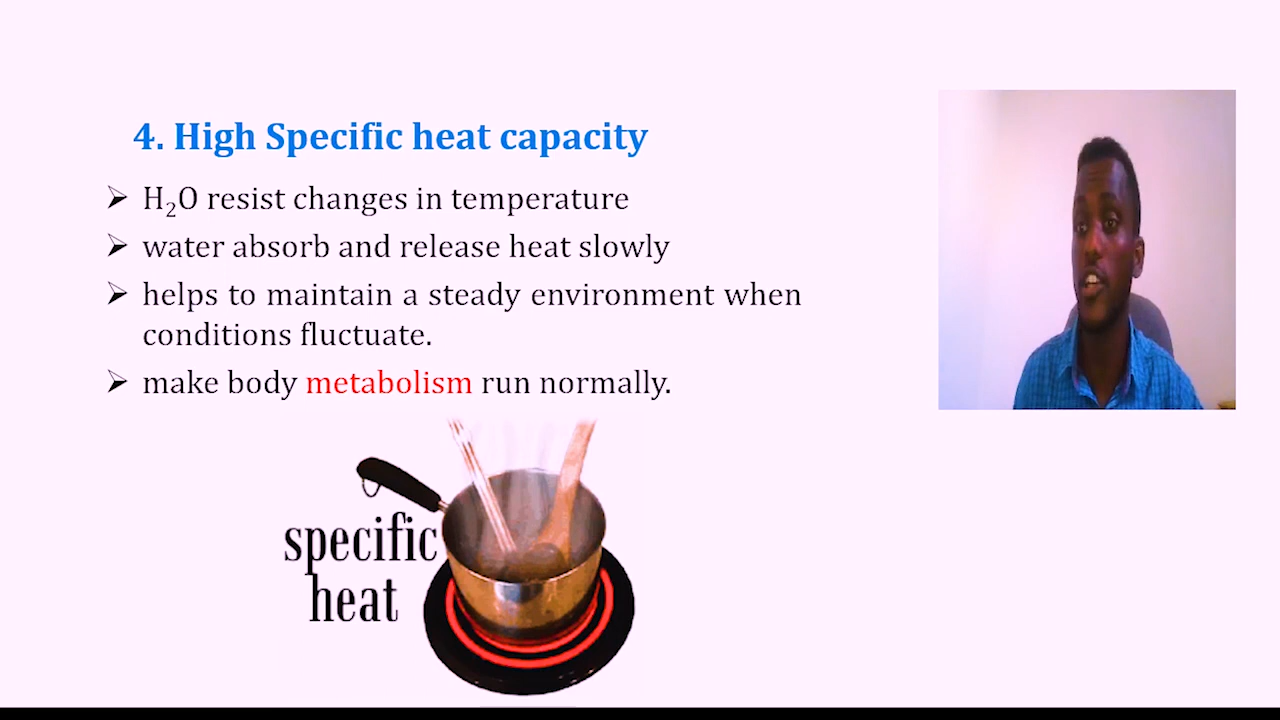 4. High Specific heat capacity
➢ H₂O resist changes in temperature
➢ water absorb and release heat slowly
➢ helps to maintain a steady environment when
conditions fluctuate.
➢ make body metabolism run normally.
specific
heat